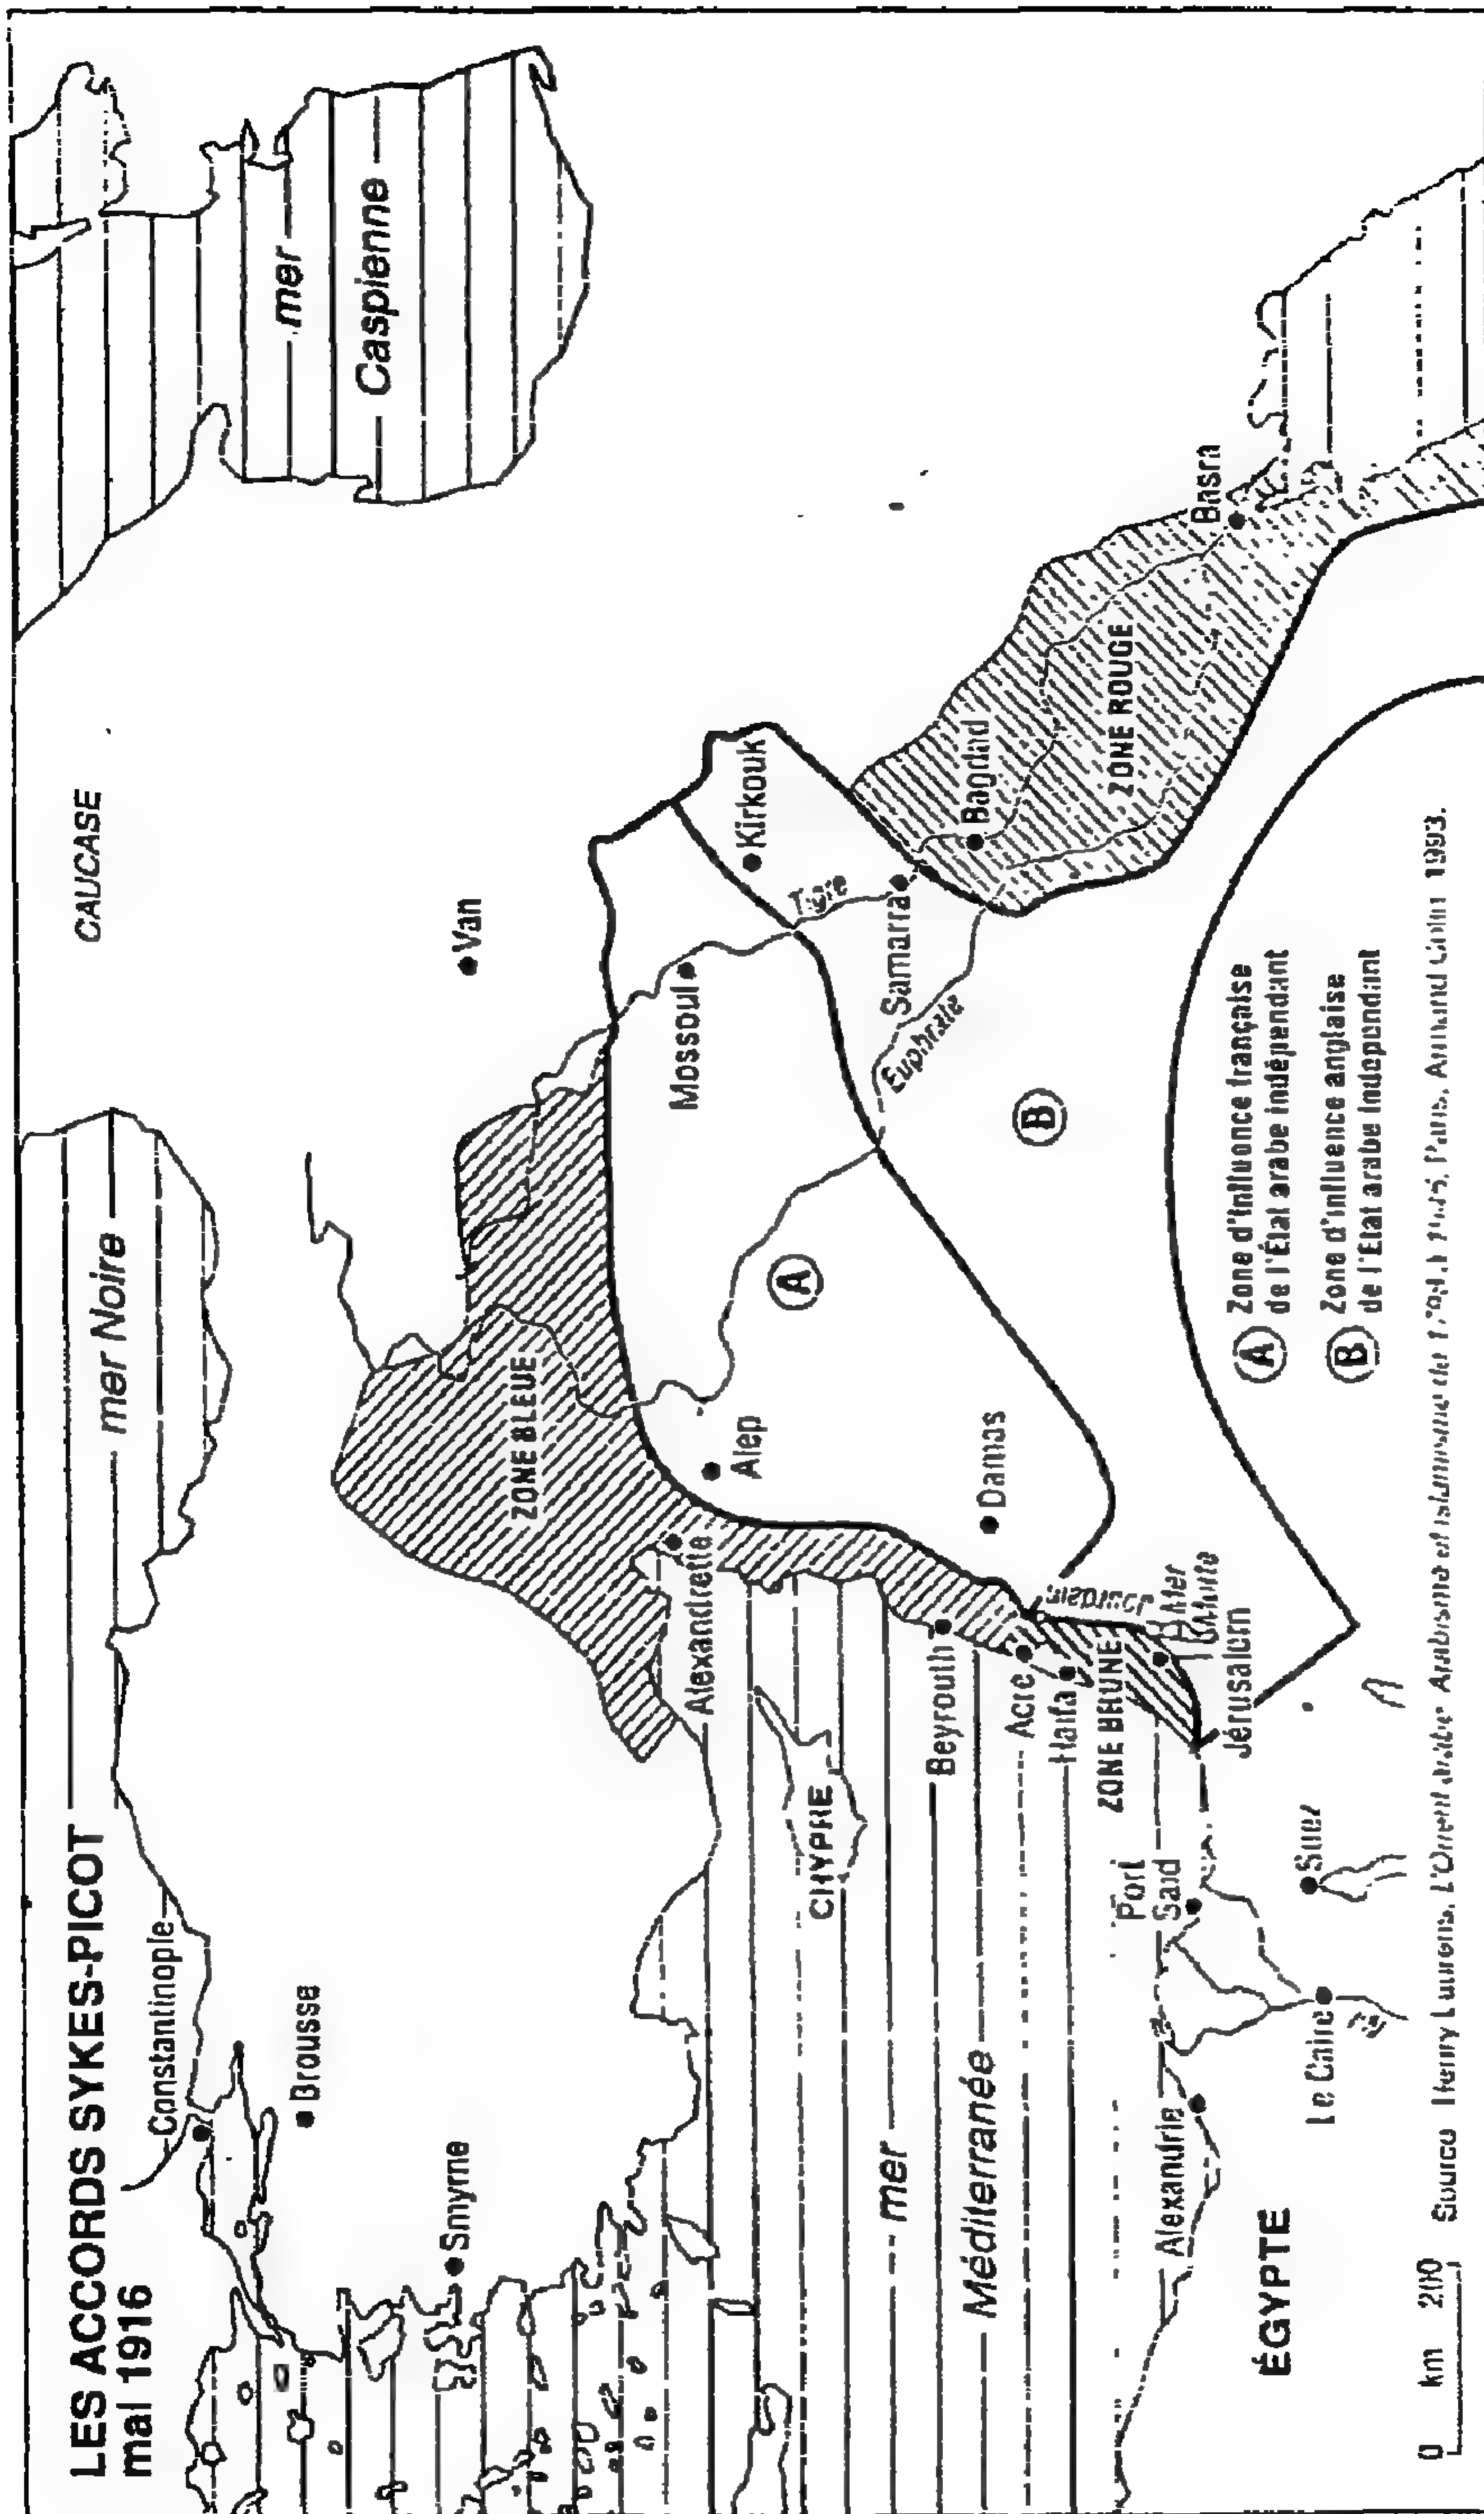 LES ACCORDS SYKES-PICOT
mai 1916
mer Noire
CAUCASE
mer
Caspienne
Constantinople
Brousse
Smyrne
Van
ZONE BLEUE
Alexandrette
Alep
Mossoul
Kirkouk
A
Tigre
Samarra
Euphrate
Bagdad
ZONE ROUGE
Basra
CHYPRE
mer
Méditerranée
Beyrouth
Damas
B
Acre
Haifa
Jourdain
ZONE BRUNE
Mer
Jérusalem
Port
Saïd
Alexandrie
Suez
Le Caire
ÉGYPTE
A Zone d'influence française
de l'État arabe indépendant
B Zone d'influence anglaise
de l'État arabe indépendant
0 km 200
Source Henry Laurens, L'Orient arabe Arabisme et islamisme de 1798 à 1945, Paris, Armand Colin 1993.